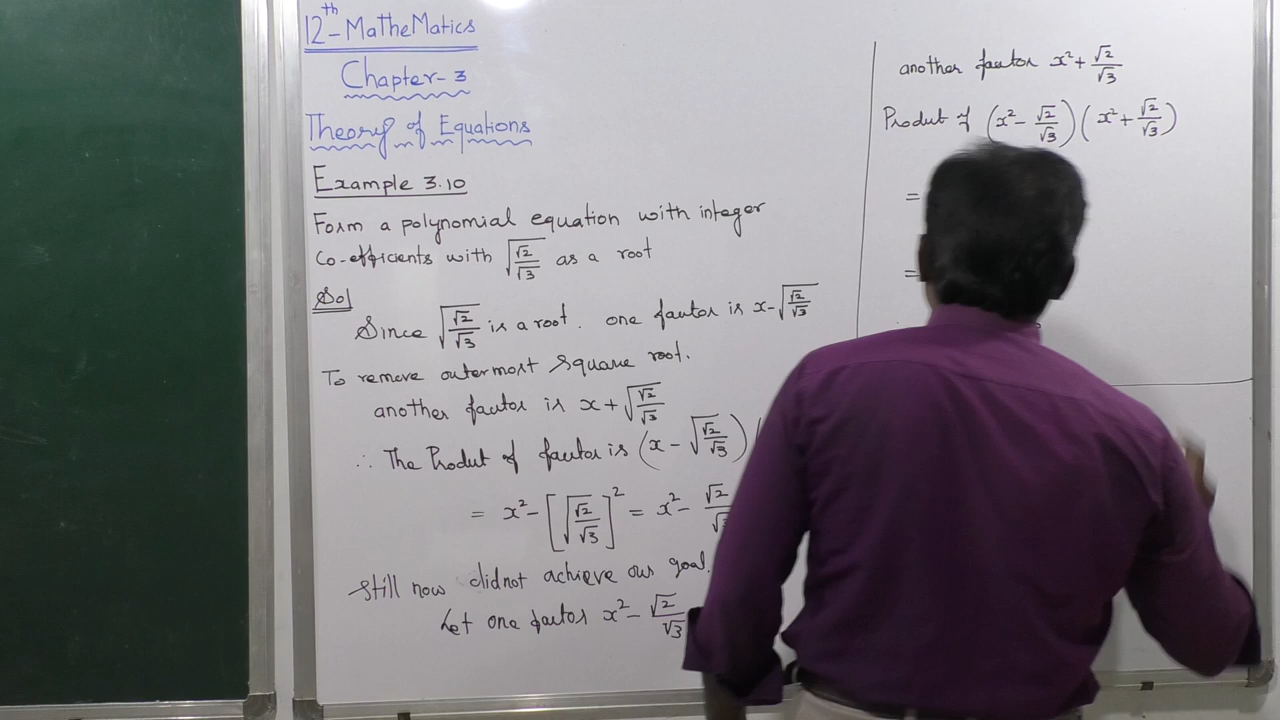 12th - MatheMatics
Chapter - 3
Theory of Equations
Example 3.10
Form a polynomial equation with integer
Co-efficients with √(√2/√3) as a root
Sol
Since √(√2/√3) is a root. one factor is x-√(√2/√3)
To remove outermost square root.
another factor is x+√(√2/√3)
∴ The Produt of factor is (x - √(√2/√3)) (
= x² - [√(√2/√3)]² = x² - √2/√3
Still now didnot achieve our goal.
Let one factor x² - √2/√3
another factor x² + √2/√3
Produt of (x² - √2/√3) (x² + √2/√3)
=
=